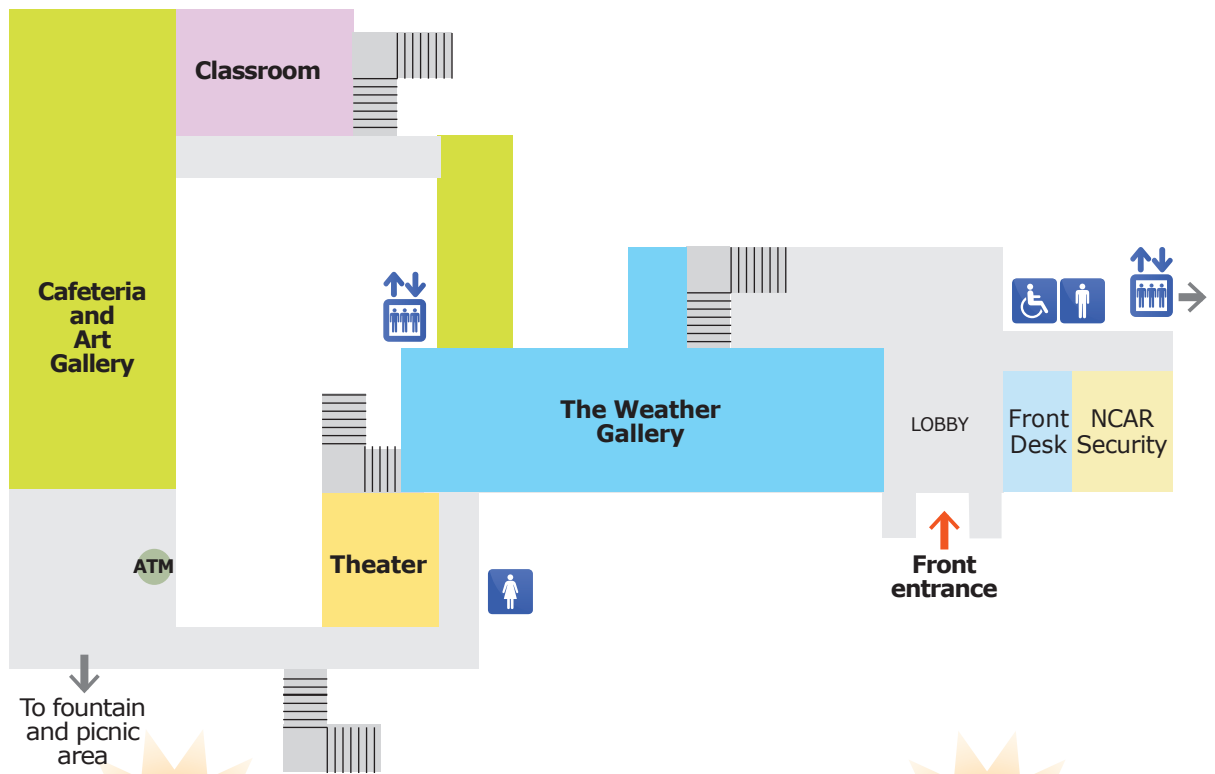 Classroom
Cafeteria
and
Art
Gallery
The Weather
Gallery
LOBBY
Front
Desk
NCAR
Security
ATM
Theater
Front
entrance
To fountain
and picnic
area